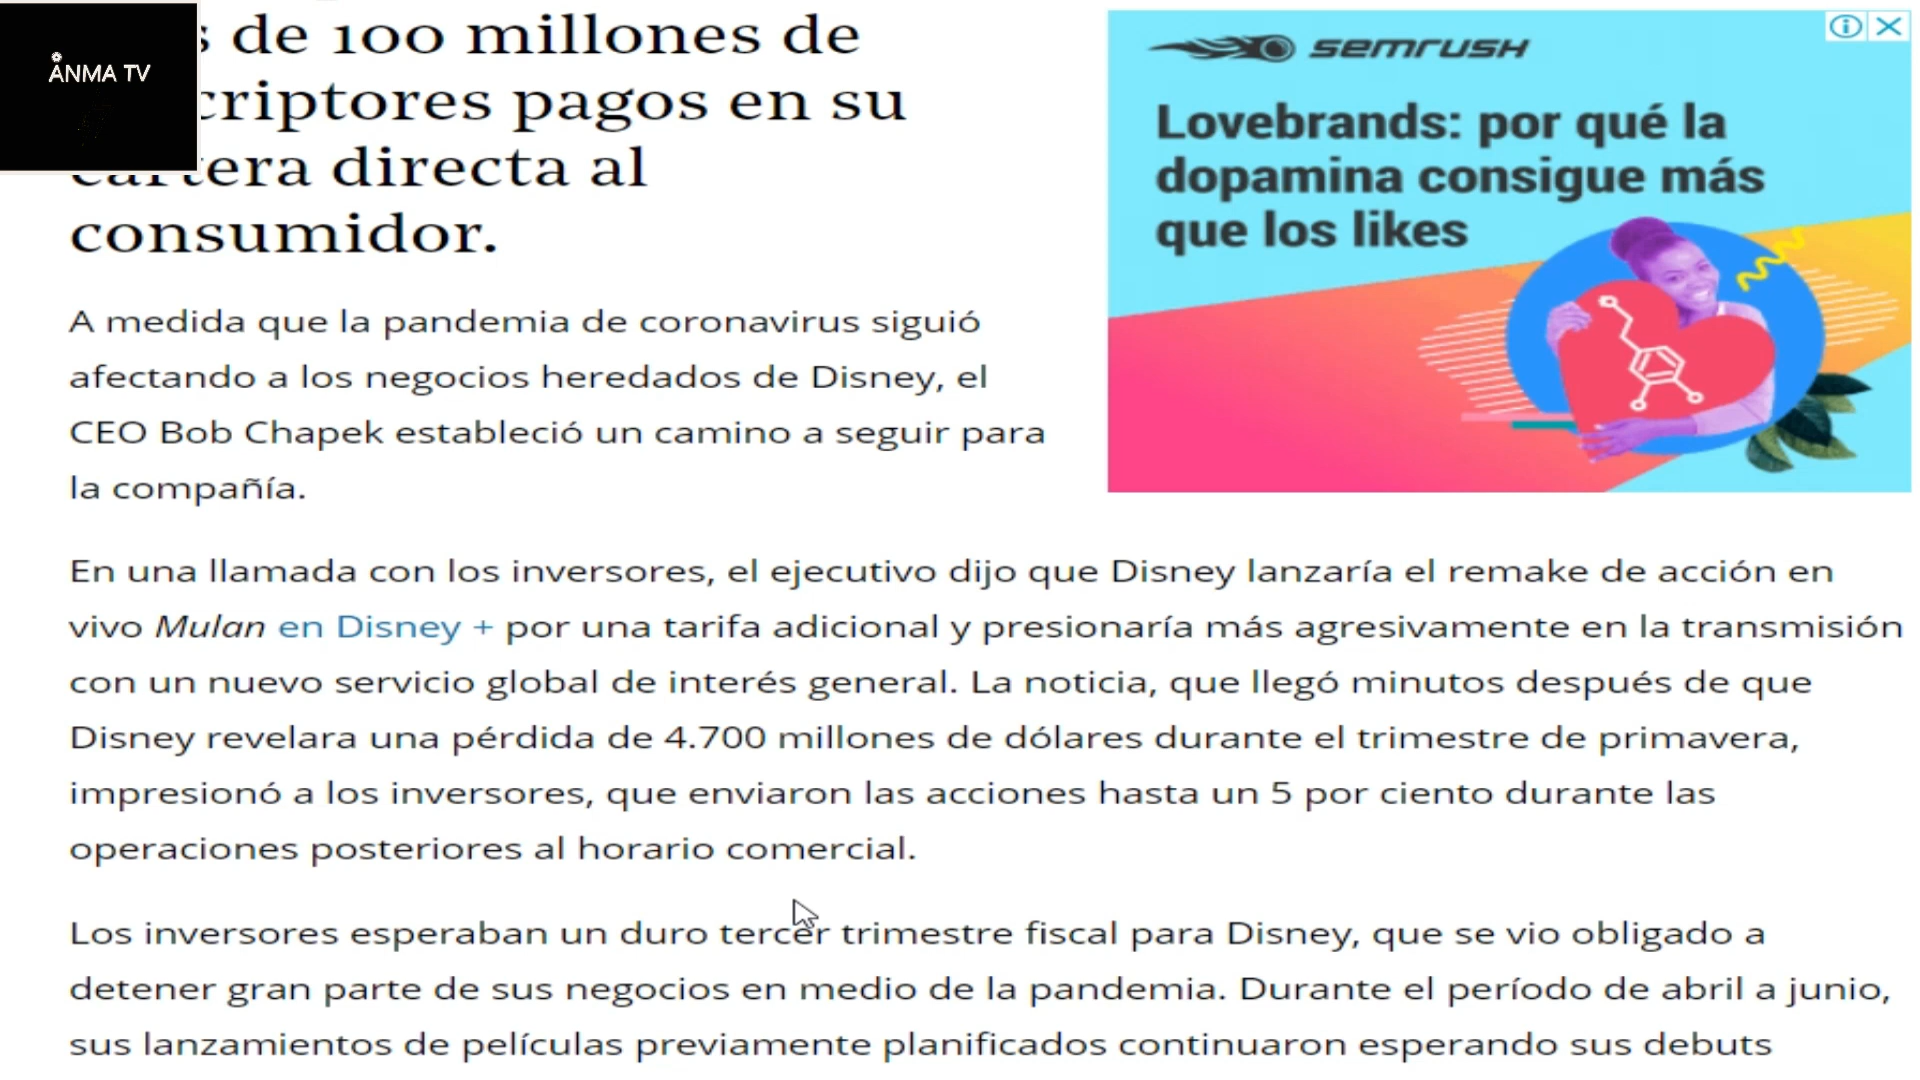 ANMA TV
de 100 millones de
criptores pagos en su
cartera directa al
consumidor.
semrush
Lovebrands: por qué la
dopamina consigue más
que los likes
A medida que la pandemia de coronavirus siguió
afectando a los negocios heredados de Disney, el
CEO Bob Chapek estableció un camino a seguir para
la compañía.
En una llamada con los inversores, el ejecutivo dijo que Disney lanzaría el remake de acción en
vivo Mulan en Disney + por una tarifa adicional y presionaría más agresivamente en la transmisión
con un nuevo servicio global de interés general. La noticia, que llegó minutos después de que
Disney revelara una pérdida de 4.700 millones de dólares durante el trimestre de primavera,
impresionó a los inversores, que enviaron las acciones hasta un 5 por ciento durante las
operaciones posteriores al horario comercial.
Los inversores esperaban un duro tercer trimestre fiscal para Disney, que se vio obligado a
detener gran parte de sus negocios en medio de la pandemia. Durante el período de abril a junio,
sus lanzamientos de películas previamente planificados continuaron esperando sus debuts